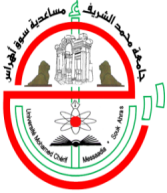 جامعة محمد الشريف مساعدية سوق أهراس
Université Mohamed Chérif Messaadia - Souk Ahras